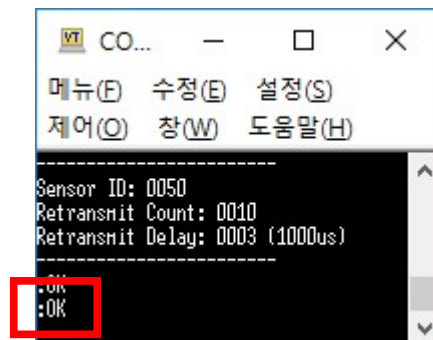 CO...
메뉴(F) 수정(E) 설정(S)
제어(O) 창(W) 도움말(H)
------------------------
Sensor ID: 0050
Retransmit Count: 0010
Retransmit Delay: 0003 (1000us)
------------------------
:OK
:OK